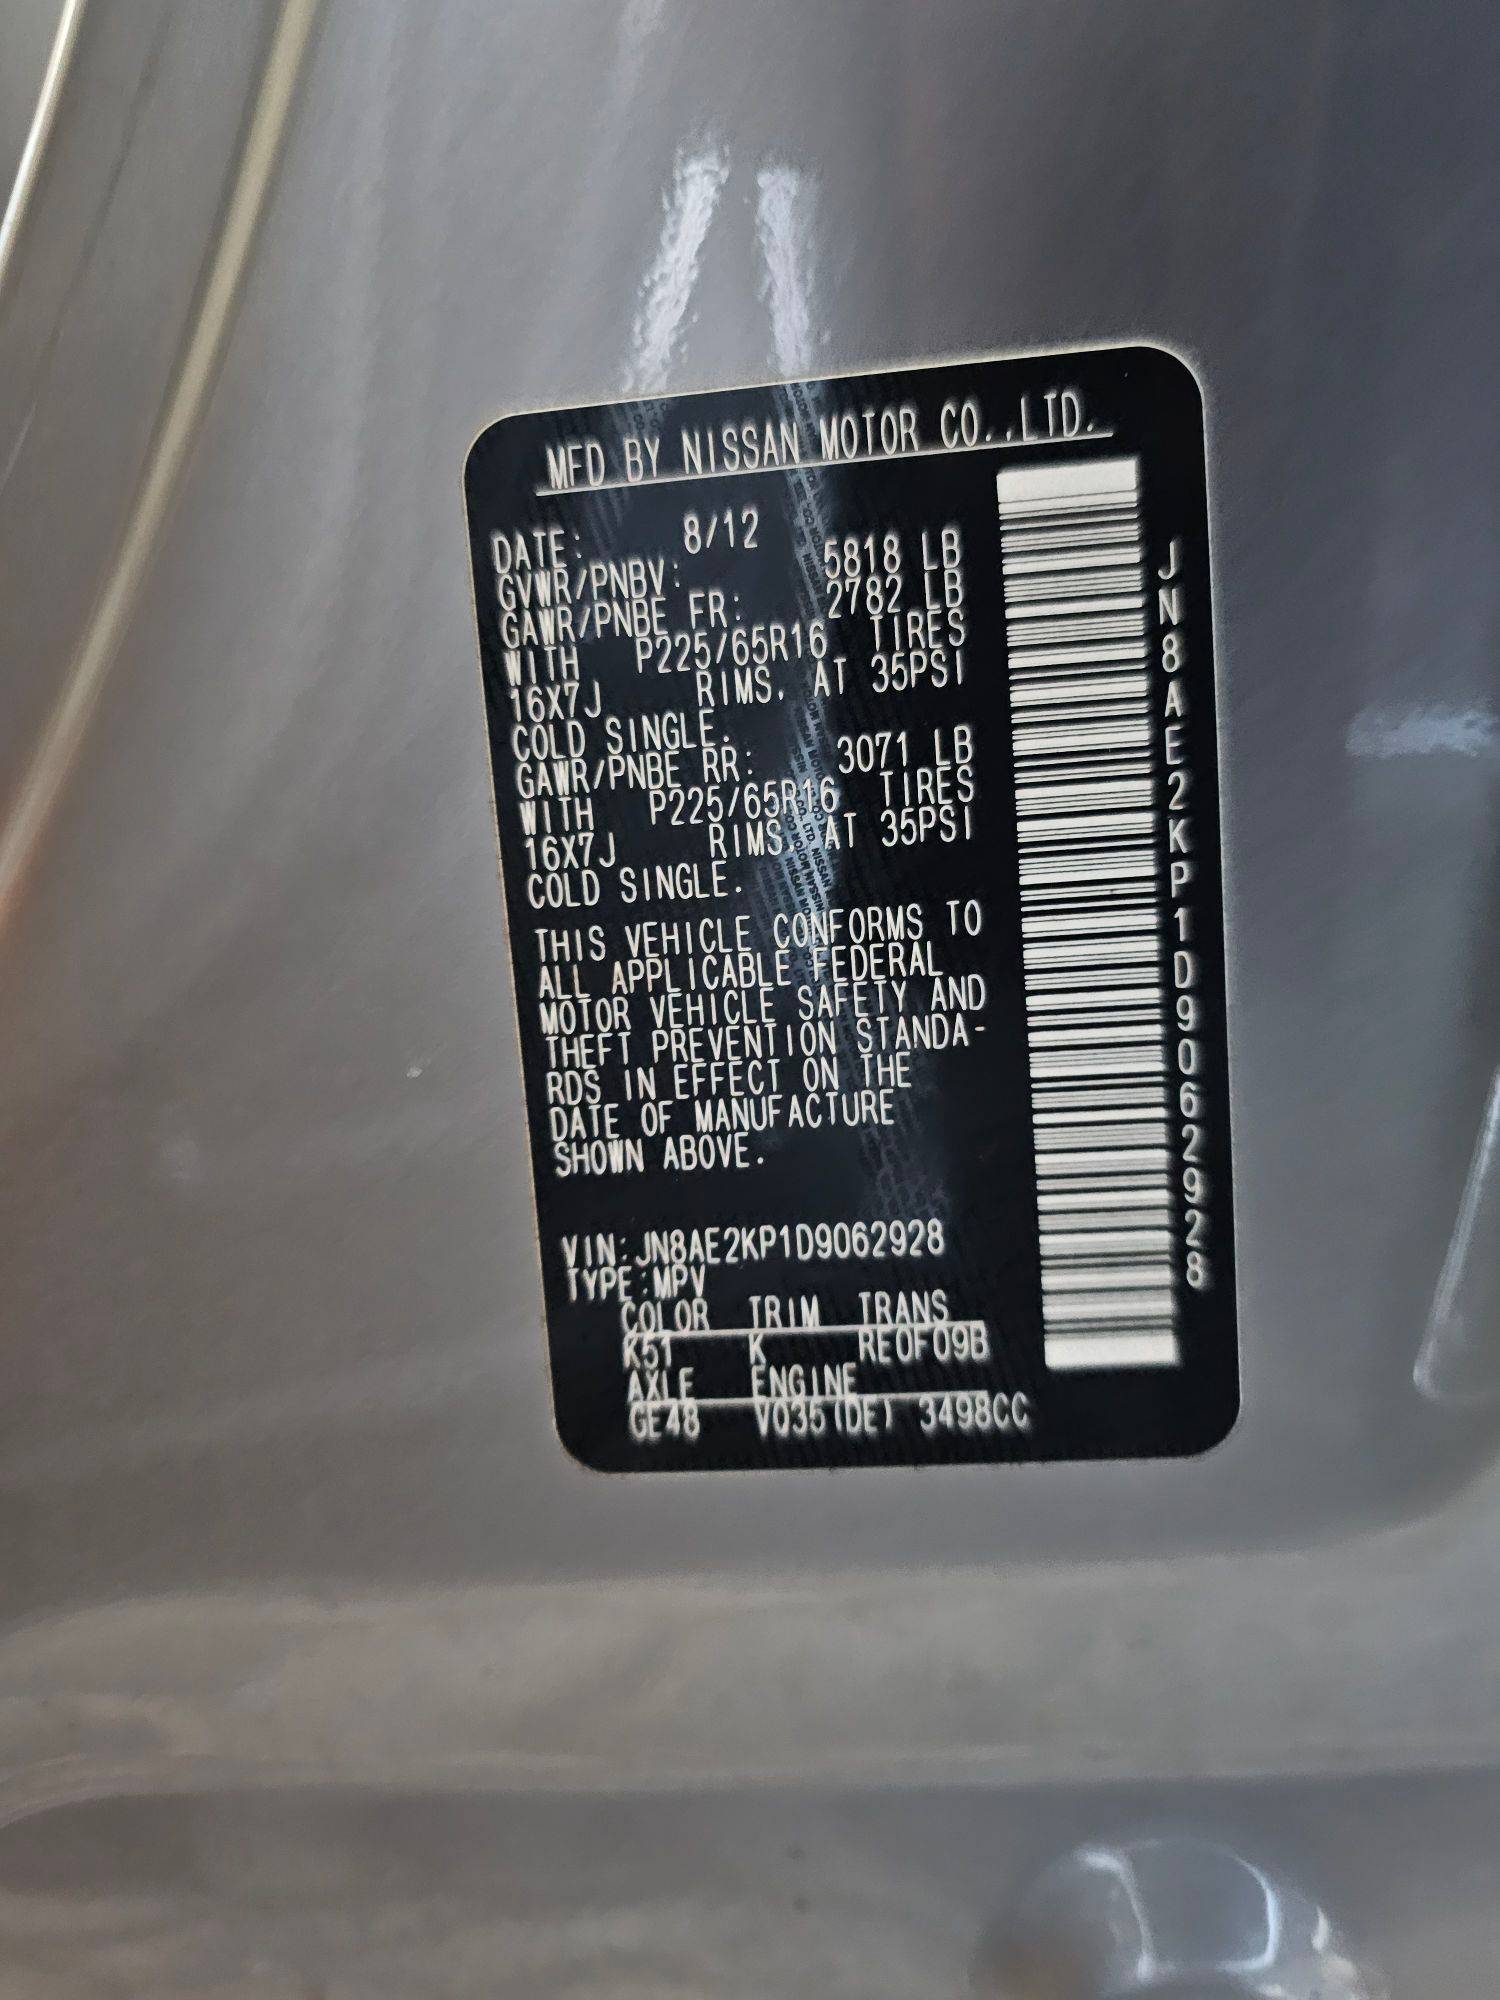 MFD BY NISSAN MOTOR CO.,LTD.
DATE: 8/12
GVWR/PNBV: 5818 LB
GAWR/PNBE FR: 2782 LB
WITH P225/65R16 TIRES
16X7J RIMS, AT 35PSI
COLD SINGLE.
GAWR/PNBE RR: 3071 LB
WITH P225/65R16 TIRES
16X7J RIMS, AT 35PSI
COLD SINGLE.
THIS VEHICLE CONFORMS TO
ALL APPLICABLE FEDERAL
MOTOR VEHICLE SAFETY AND
THEFT PREVENTION STANDA-
RDS IN EFFECT ON THE
DATE OF MANUFACTURE
SHOWN ABOVE.
VIN:JN8AE2KP1D9062928
TYPE:MPV
COLOR TRIM TRANS
K51 K RE0F09B
AXLE ENGINE
GE48 VQ35(DE) 3498CC
JN8AE2KP1D9062928